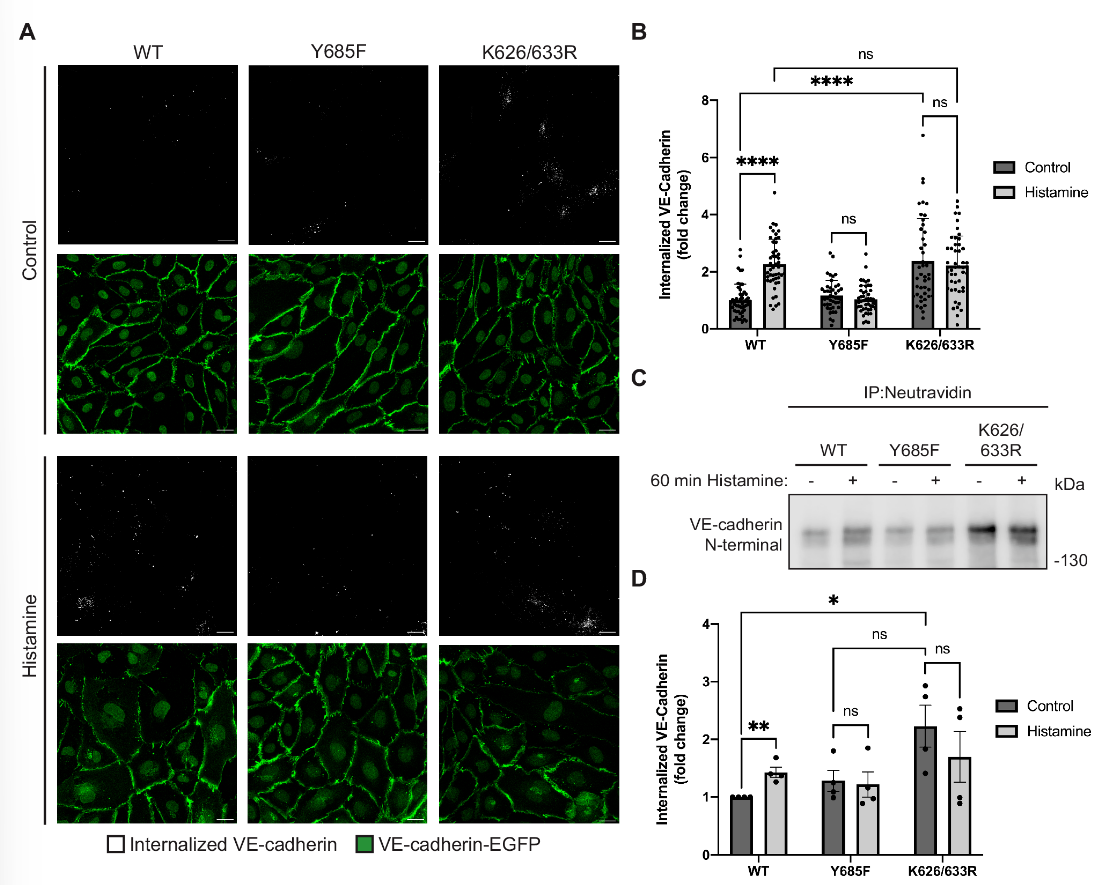 A
WT
Y685F
K626/633R
Control
Histamine
Internalized VE-cadherin
VE-cadherin-EGFP
B
ns
****
ns
****
ns
Internalized VE-Cadherin
(fold change)
8
6
4
2
0
WT
Y685F
K626/633R
Control
Histamine
C
IP:Neutravidin
WT
Y685F
K626/
633R
60 min Histamine:
- + - + - +
kDa
VE-cadherin
N-terminal
-130
D
*
ns
ns
**
ns
Internalized VE-Cadherin
(fold change)
4
3
2
1
0
WT
Y685F
K626/633R
Control
Histamine